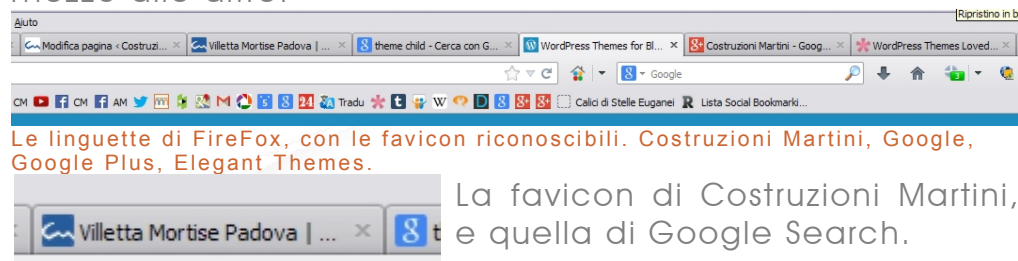 Aiuto
Ripristino in b
Modifica pagina ‹ Costruzi... × Villetta Mortise Padova | ... × theme child - Cerca con G... × WordPress Themes for Bl... × Costruzioni Martini - Goog... × WordPress Themes Loved... ×
Google
CM CM AM Tradu Calici di Stelle Euganei Lista Social Bookmarki...
Le linguette di FireFox, con le favicon riconoscibili. Costruzioni Martini, Google,
Google Plus, Elegant Themes.
Villetta Mortise Padova | ... × t
La favicon di Costruzioni Martini,
e quella di Google Search.